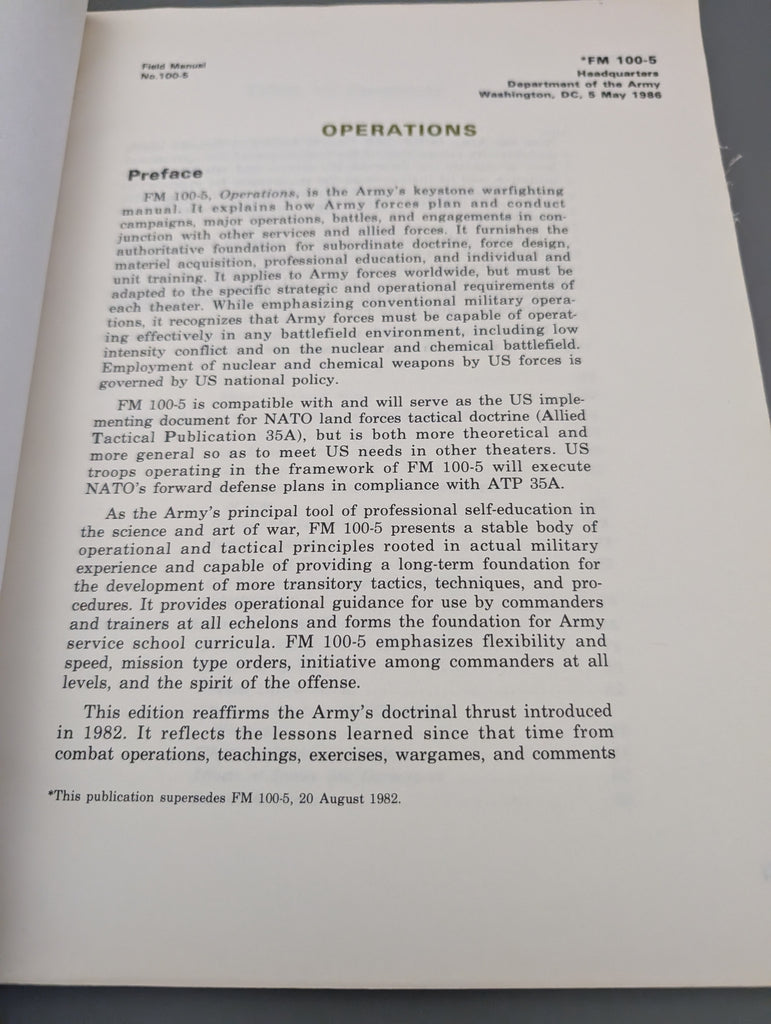 Field Manual
No. 100-5
*FM 100-5
Headquarters
Department of the Army
Washington, DC, 5 May 1986
OPERATIONS
Preface
FM 100-5, Operations, is the Army's keystone warfighting
manual. It explains how Army forces plan and conduct
campaigns, major operations, battles, and engagements in con-
junction with other services and allied forces. It furnishes the
authoritative foundation for subordinate doctrine, force design,
materiel acquisition, professional education, and individual and
unit training. It applies to Army forces worldwide, but must be
adapted to the specific strategic and operational requirements of
each theater. While emphasizing conventional military opera-
tions, it recognizes that Army forces must be capable of operat-
ing effectively in any battlefield environment, including low
intensity conflict and on the nuclear and chemical battlefield.
Employment of nuclear and chemical weapons by US forces is
governed by US national policy.
FM 100-5 is compatible with and will serve as the US imple-
menting document for NATO land forces tactical doctrine (Allied
Tactical Publication 35A), but is both more theoretical and
more general so as to meet US needs in other theaters. US
troops operating in the framework of FM 100-5 will execute
NATO's forward defense plans in compliance with ATP 35A.
As the Army's principal tool of professional self-education in
the science and art of war, FM 100-5 presents a stable body of
operational and tactical principles rooted in actual military
experience and capable of providing a long-term foundation for
the development of more transitory tactics, techniques, and pro-
cedures. It provides operational guidance for use by commanders
and trainers at all echelons and forms the foundation for Army
service school curricula. FM 100-5 emphasizes flexibility and
speed, mission type orders, initiative among commanders at all
levels, and the spirit of the offense.
This edition reaffirms the Army's doctrinal thrust introduced
in 1982. It reflects the lessons learned since that time from
combat operations, teachings, exercises, wargames, and comments
*This publication supersedes FM 100-5, 20 August 1982.